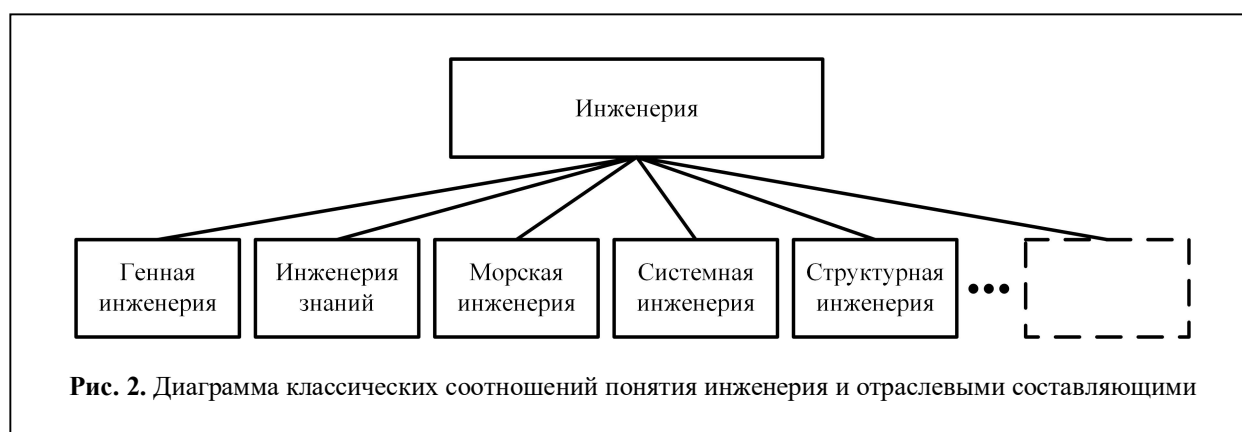 Инженерия
Генная
инженерия
Инженерия
знаний
Морская
инженерия
Системная
инженерия
Структурная
инженерия
Рис. 2. Диаграмма классических соотношений понятия инженерия и отраслевыми составляющими